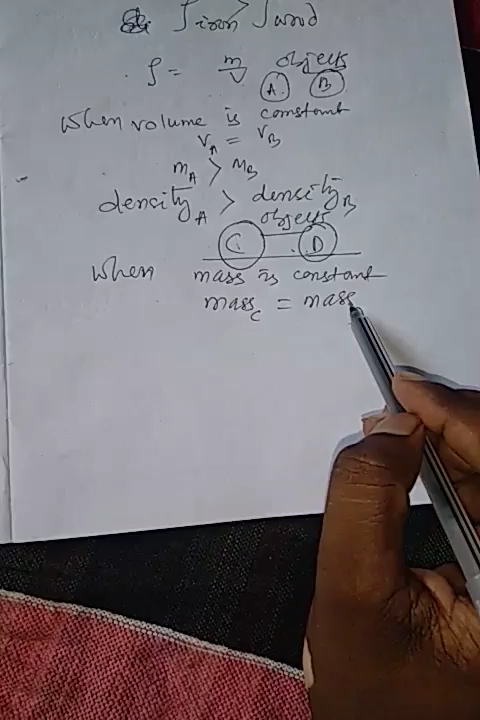 ρ iron > ρ wood
ρ = m/V objects
A B
When volume is constant
V_A = V_B
m_A > M_B
density_A > density_B
objects
C D
when mass is constant
mass_C = mass